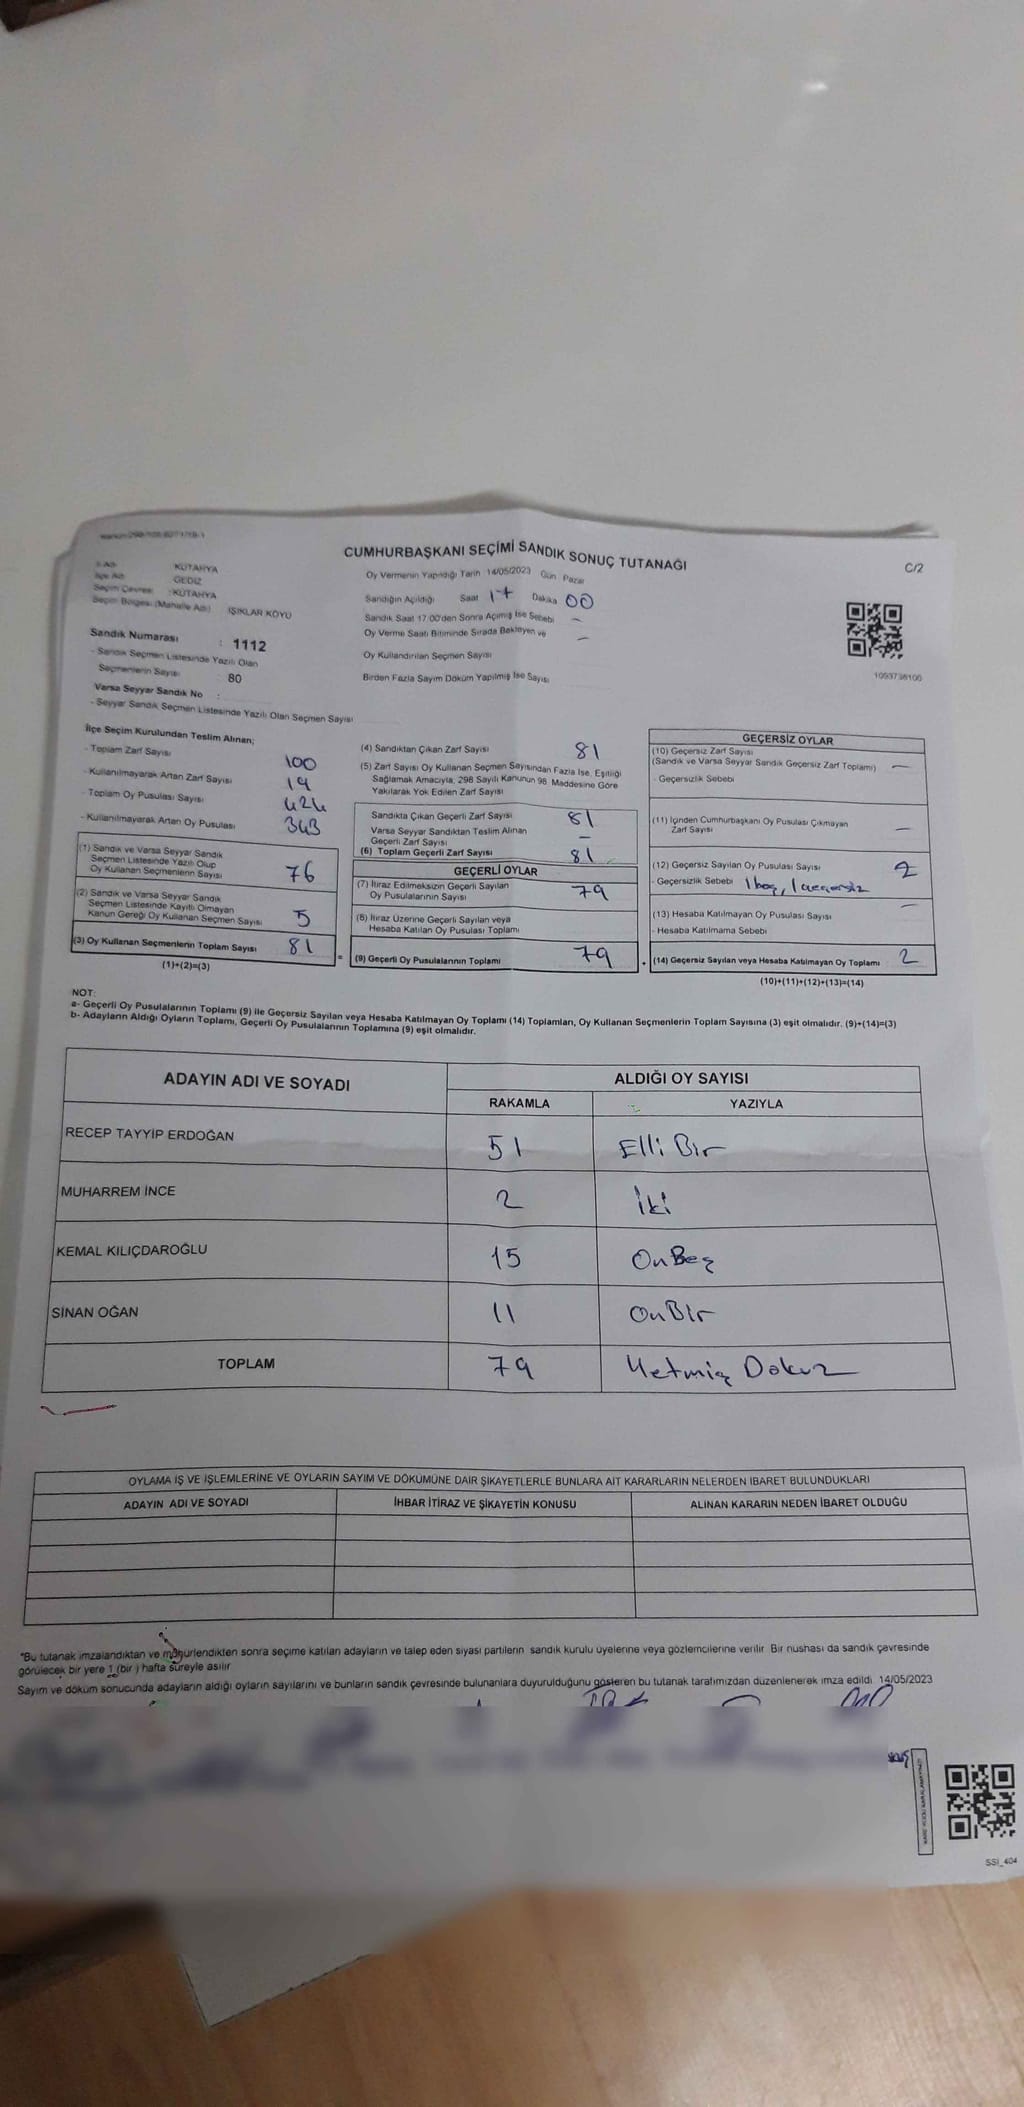 CUMHURBAŞKANI SEÇİMİ SANDIK SONUÇ TUTANAĞI
C/2
İl Adı : KÜTAHYA
İlçe Adı : GEDİZ
Seçim Çevresi : KÜTAHYA
Seçim Bölgesi (Mahalle Adı) IŞIKLAR KÖYÜ
Sandık Numarası : 1112
- Sandık Seçmen Listesinde Yazılı Olan
Seçmenlerin Sayısı 80
Varsa Seyyar Sandık No :
- Seyyar Sandık Seçmen Listesinde Yazılı Olan Seçmen Sayısı
Oy Vermenin Yapıldığı Tarih 14/05/2023 Gün Pazar
Sandığın Açıldığı Saat 17 Dakika 00
Sandık Saat 17:00'den Sonra Açılmış İse Sebebi -
Oy Verme Saati Bitiminde Sırada Bekleyen ve -
Oy Kullandırılan Seçmen Sayısı
Birden Fazla Sayım Döküm Yapılmış İse Sayısı
1093738100
İlçe Seçim Kurulundan Teslim Alınan;
- Toplam Zarf Sayısı 100
- Kullanılmayarak Artan Zarf Sayısı 19
- Toplam Oy Pusulası Sayısı 424
- Kullanılmayarak Artan Oy Pusulası 343
(1) Sandık ve Varsa Seyyar Sandık
Seçmen Listesinde Yazılı Olup
Oy Kullanan Seçmenlerin Sayısı 76
(2) Sandık ve Varsa Seyyar Sandık
Seçmen Listesinde Kayıtlı Olmayan
Kanun Gereği Oy Kullanan Seçmen Sayısı 5
(3) Oy Kullanan Seçmenlerin Toplam Sayısı 81
(1)+(2)=(3)
=
(4) Sandıktan Çıkan Zarf Sayısı 81
(5) Zarf Sayısı Oy Kullanan Seçmen Sayısından Fazla İse, Eşitliği
Sağlamak Amacıyla, 298 Sayılı Kanunun 98. Maddesine Göre
Yakılarak Yok Edilen Zarf Sayısı
Sandıkta Çıkan Geçerli Zarf Sayısı 81
Varsa Seyyar Sandıktan Teslim Alınan
Geçerli Zarf Sayısı -
(6) Toplam Geçerli Zarf Sayısı 81
GEÇERLİ OYLAR
(7) İtiraz Edilmeksizin Geçerli Sayılan
Oy Pusulalarının Sayısı 79
(8) İtiraz Üzerine Geçerli Sayılan veya
Hesaba Katılan Oy Pusulası Toplamı
(9) Geçerli Oy Pusulalarının Toplamı 79
+
GEÇERSİZ OYLAR
(10) Geçersiz Zarf Sayısı
(Sandık ve Varsa Seyyar Sandık Geçersiz Zarf Toplamı) -
- Geçersizlik Sebebi
(11) İçinden Cumhurbaşkanı Oy Pusulası Çıkmayan
Zarf Sayısı -
(12) Geçersiz Sayılan Oy Pusulası Sayısı 2
- Geçersizlik Sebebi 1 boş, 1 geçersiz
(13) Hesaba Katılmayan Oy Pusulası Sayısı -
- Hesaba Katılmama Sebebi
(14) Geçersiz Sayılan veya Hesaba Katılmayan Oy Toplamı 2
(10)+(11)+(12)+(13)=(14)
NOT:
a- Geçerli Oy Pusulalarının Toplamı (9) ile Geçersiz Sayılan veya Hesaba Katılmayan Oy Toplamı (14) Toplamları, Oy Kullanan Seçmenlerin Toplam Sayısına (3) eşit olmalıdır. (9)+(14)=(3)
b- Adayların Aldığı Oyların Toplamı, Geçerli Oy Pusulalarının Toplamına (9) eşit olmalıdır.
ADAYIN ADI VE SOYADI ALDIĞI OY SAYISI
RAKAMLA YAZIYLA
RECEP TAYYİP ERDOĞAN 51 Elli Bir
MUHARREM İNCE 2 İki
KEMAL KILIÇDAROĞLU 15 On Beş
SİNAN OĞAN 11 On Bir
TOPLAM 79 Yetmiş Dokuz
OYLAMA İŞ VE İŞLEMLERİNE VE OYLARIN SAYIM VE DÖKÜMÜNE DAİR ŞİKAYETLERLE BUNLARA AİT KARARLARIN NELERDEN İBARET BULUNDUKLARI
ADAYIN ADI VE SOYADI İHBAR İTİRAZ VE ŞİKAYETİN KONUSU ALINAN KARARIN NEDEN İBARET OLDUĞU
"Bu tutanak imzalandıktan ve mühürlendikten sonra seçime katılan adayların ve talep eden siyasi partilerin sandık kurulu üyelerine veya gözlemcilerine verilir. Bir nüshası da sandık çevresinde
görülecek bir yere 1 (bir) hafta süreyle asılır.
Sayım ve döküm sonucunda adayların aldığı oyların sayılarını ve bunların sandık çevresinde bulunanlara duyurulduğunu gösteren bu tutanak tarafımızdan düzenlenerek imza edildi. 14/05/2023
SSI_404